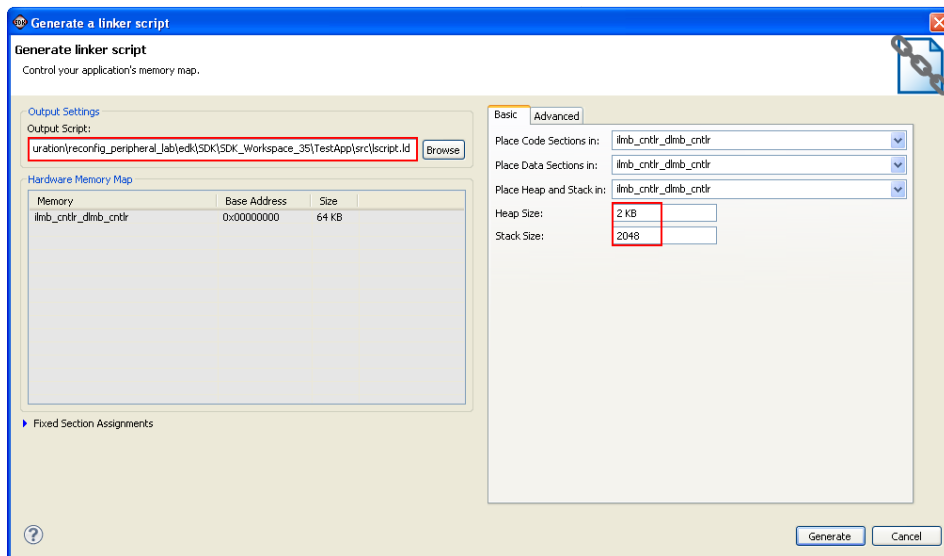 Generate a linker script
Generate linker script
Control your application's memory map.
Output Settings
Output Script:
uration\reconfig_peripheral_lab\edk\SDK\SDK_Workspace_35\TestApp\src\lscript.ld
Browse
Hardware Memory Map
Memory Base Address Size
ilmb_cntlr_dlmb_cntlr 0x00000000 64 KB
Fixed Section Assignments
Basic Advanced
Place Code Sections in: ilmb_cntlr_dlmb_cntlr
Place Data Sections in: ilmb_cntlr_dlmb_cntlr
Place Heap and Stack in: ilmb_cntlr_dlmb_cntlr
Heap Size: 2 KB
Stack Size: 2048
?
Generate Cancel